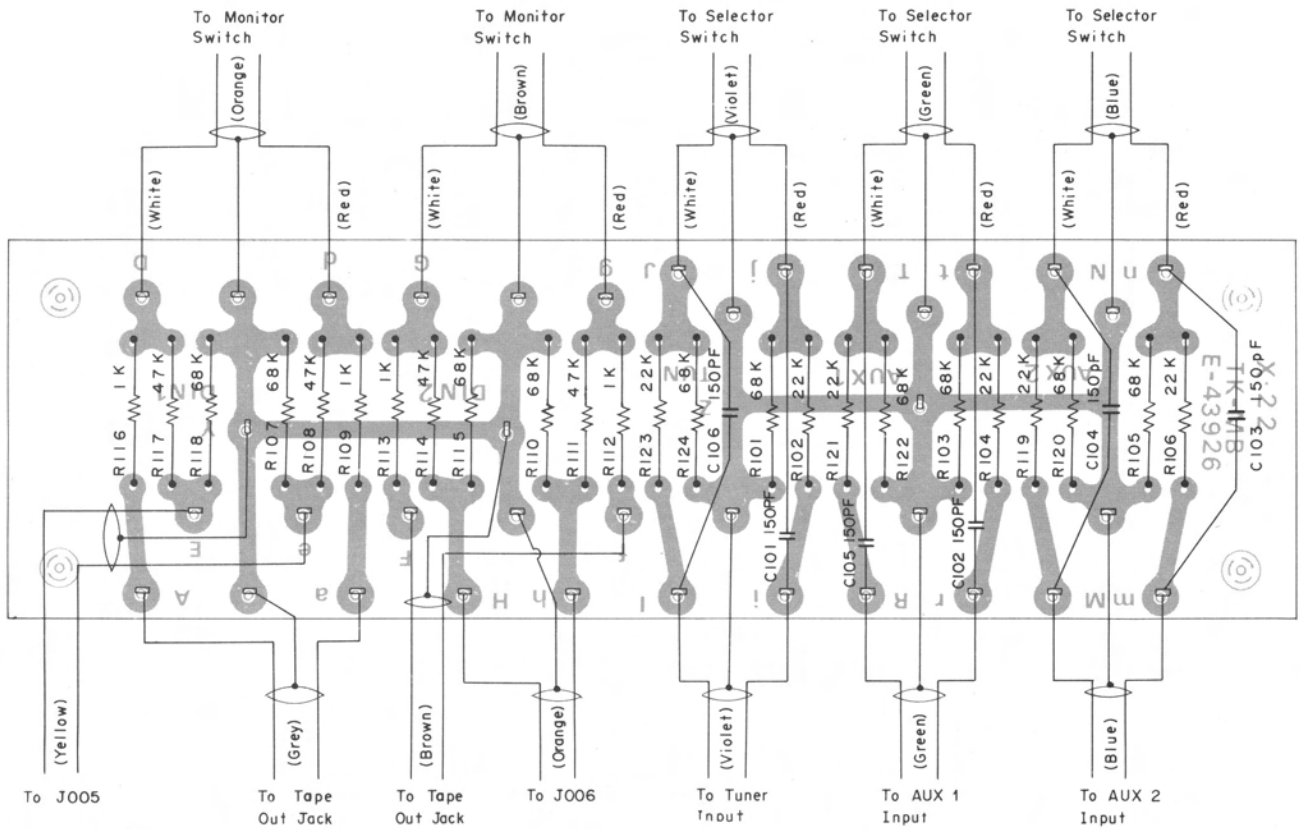 To Monitor
Switch
To Monitor
Switch
To Selector
Switch
To Selector
Switch
To Selector
Switch
(Orange)
(Brown)
(Violet)
(Green)
(Blue)
(White)
(Red)
(White)
(Red)
(White)
(Red)
(White)
(Red)
(White)
(Red)
D
d
G
g
J
j
T
t
N
n
R116 1K
R117 47K
R118 68K
R107 68K
R108 47K
R109 1K
R113 1K
R114 47K
R115 68K
R110 68K
R111 47K
R112 1K
R123 22K
R124 68K
C106 150PF
R101 68K
R102 22K
R121 22K
R122 68K
R103 68K
R104 22K
R119 22K
R120 68K
C104 150pF
R105 68K
R106 22K
C103 150pF
DIN1
DIN2
TUN
AUX1
AUX2
Y
Z
X-22
TK-MB
E-43926
C101 150PF
C105 150PF
C102 150PF
E
e
F
f
A
a
H
h
I
i
R
r
M
m
(Yellow)
(Grey)
(Brown)
(Orange)
(Violet)
(Green)
(Blue)
To J005
To Tape
Out Jack
To Tape
Out Jack
To J006
To Tuner
Input
To AUX 1
Input
To AUX 2
Input